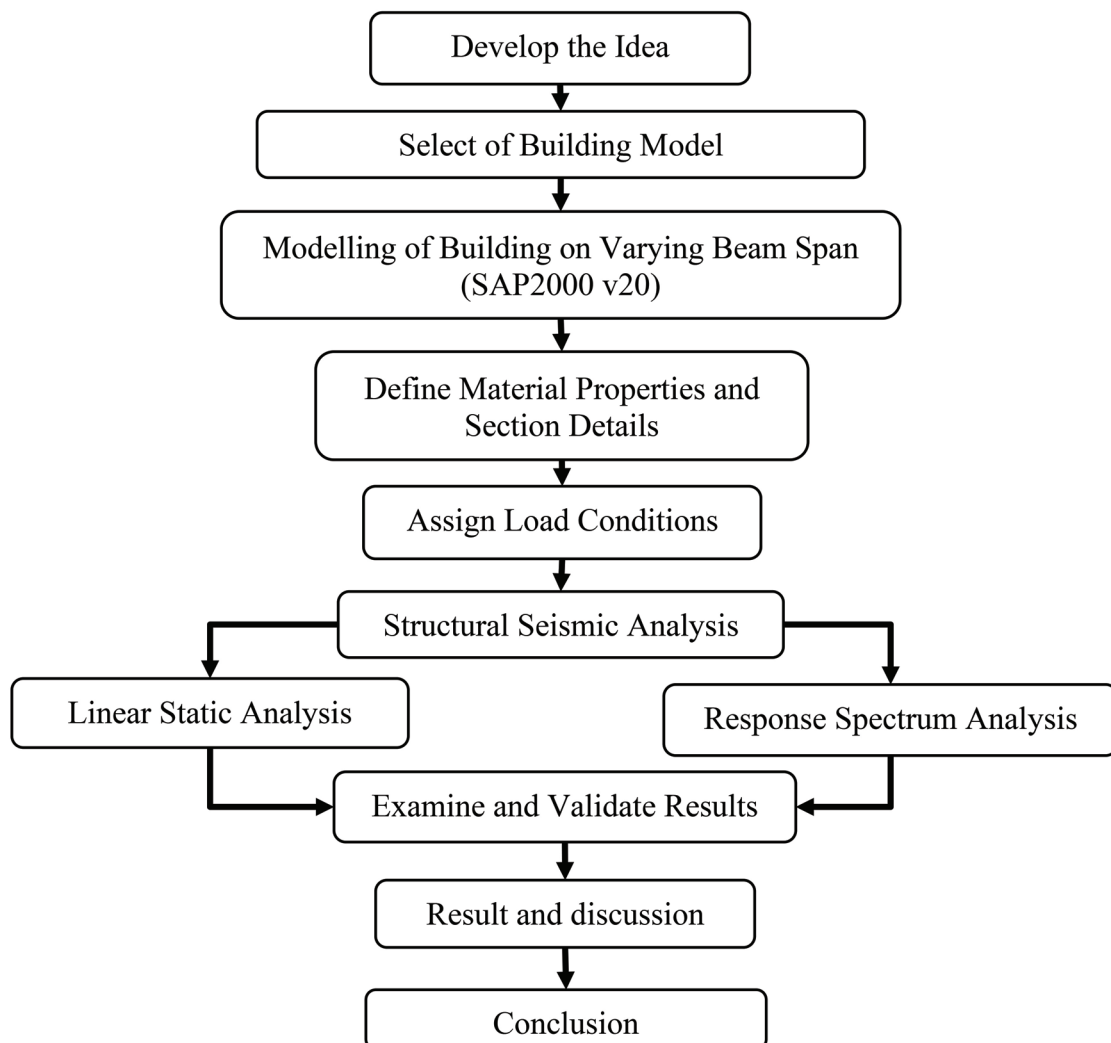 Develop the Idea
Select of Building Model
Modelling of Building on Varying Beam Span
(SAP2000 v20)
Define Material Properties and
Section Details
Assign Load Conditions
Structural Seismic Analysis
Linear Static Analysis
Response Spectrum Analysis
Examine and Validate Results
Result and discussion
Conclusion